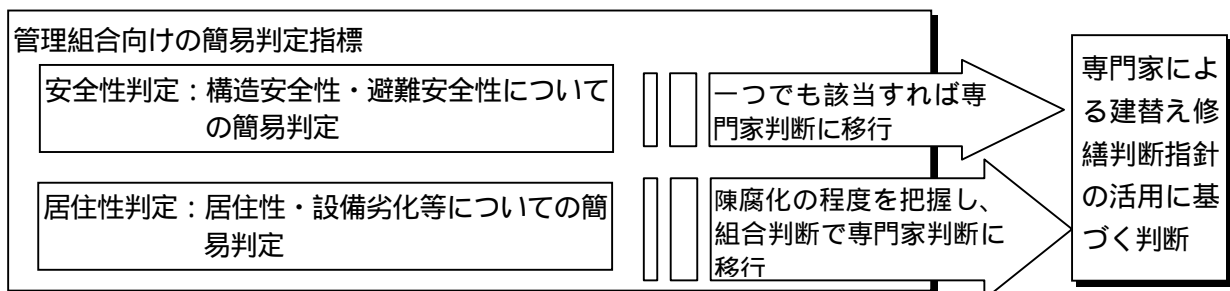 管理組合向けの簡易判定指標
安全性判定：構造安全性・避難安全性について
の簡易判定
一つでも該当すれば専
門家判断に移行
居住性判定：居住性・設備劣化等についての簡
易判定
陳腐化の程度を把握し、
組合判断で専門家判断に
移行
専門家によ
る建替え修
繕判断指針
の活用に基
づく判断